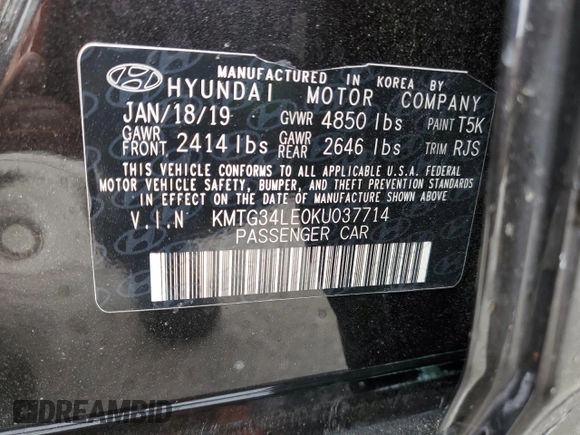 MANUFACTURED IN KOREA BY
HYUNDAI MOTOR COMPANY
JAN/18/19 GVWR 4850 lbs PAINT T5K
GAWR FRONT 2414 lbs GAWR REAR 2646 lbs TRIM RJS
THIS VEHICLE CONFORMS TO ALL APPLICABLE U.S.A. FEDERAL
MOTOR VEHICLE SAFETY, BUMPER, AND THEFT PREVENTION STANDARDS
IN EFFECT ON THE DATE OF MANUFACTURE SHOWN ABOVE.
V.I.N KMTG34LE0KU037714
PASSENGER CAR
DREAMBID